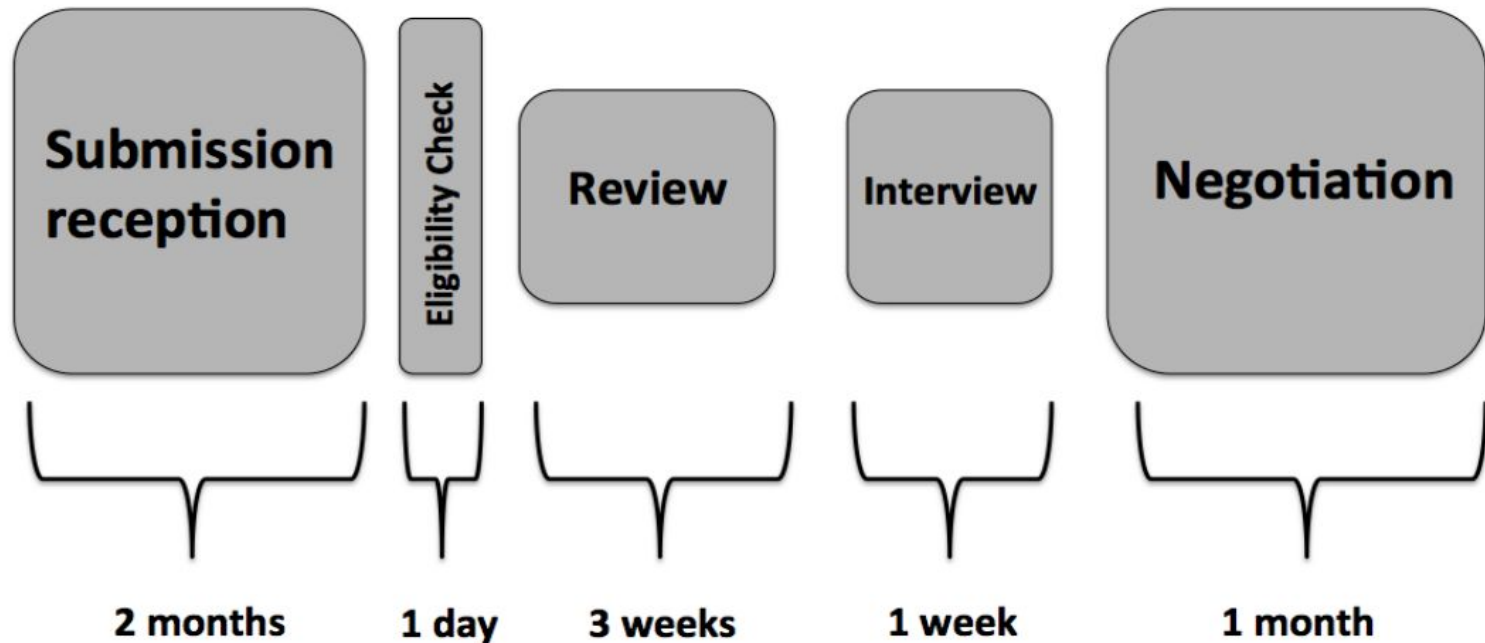 Submission
reception
Eligibility Check
Review
Interview
Negotiation
2 months
1 day
3 weeks
1 week
1 month